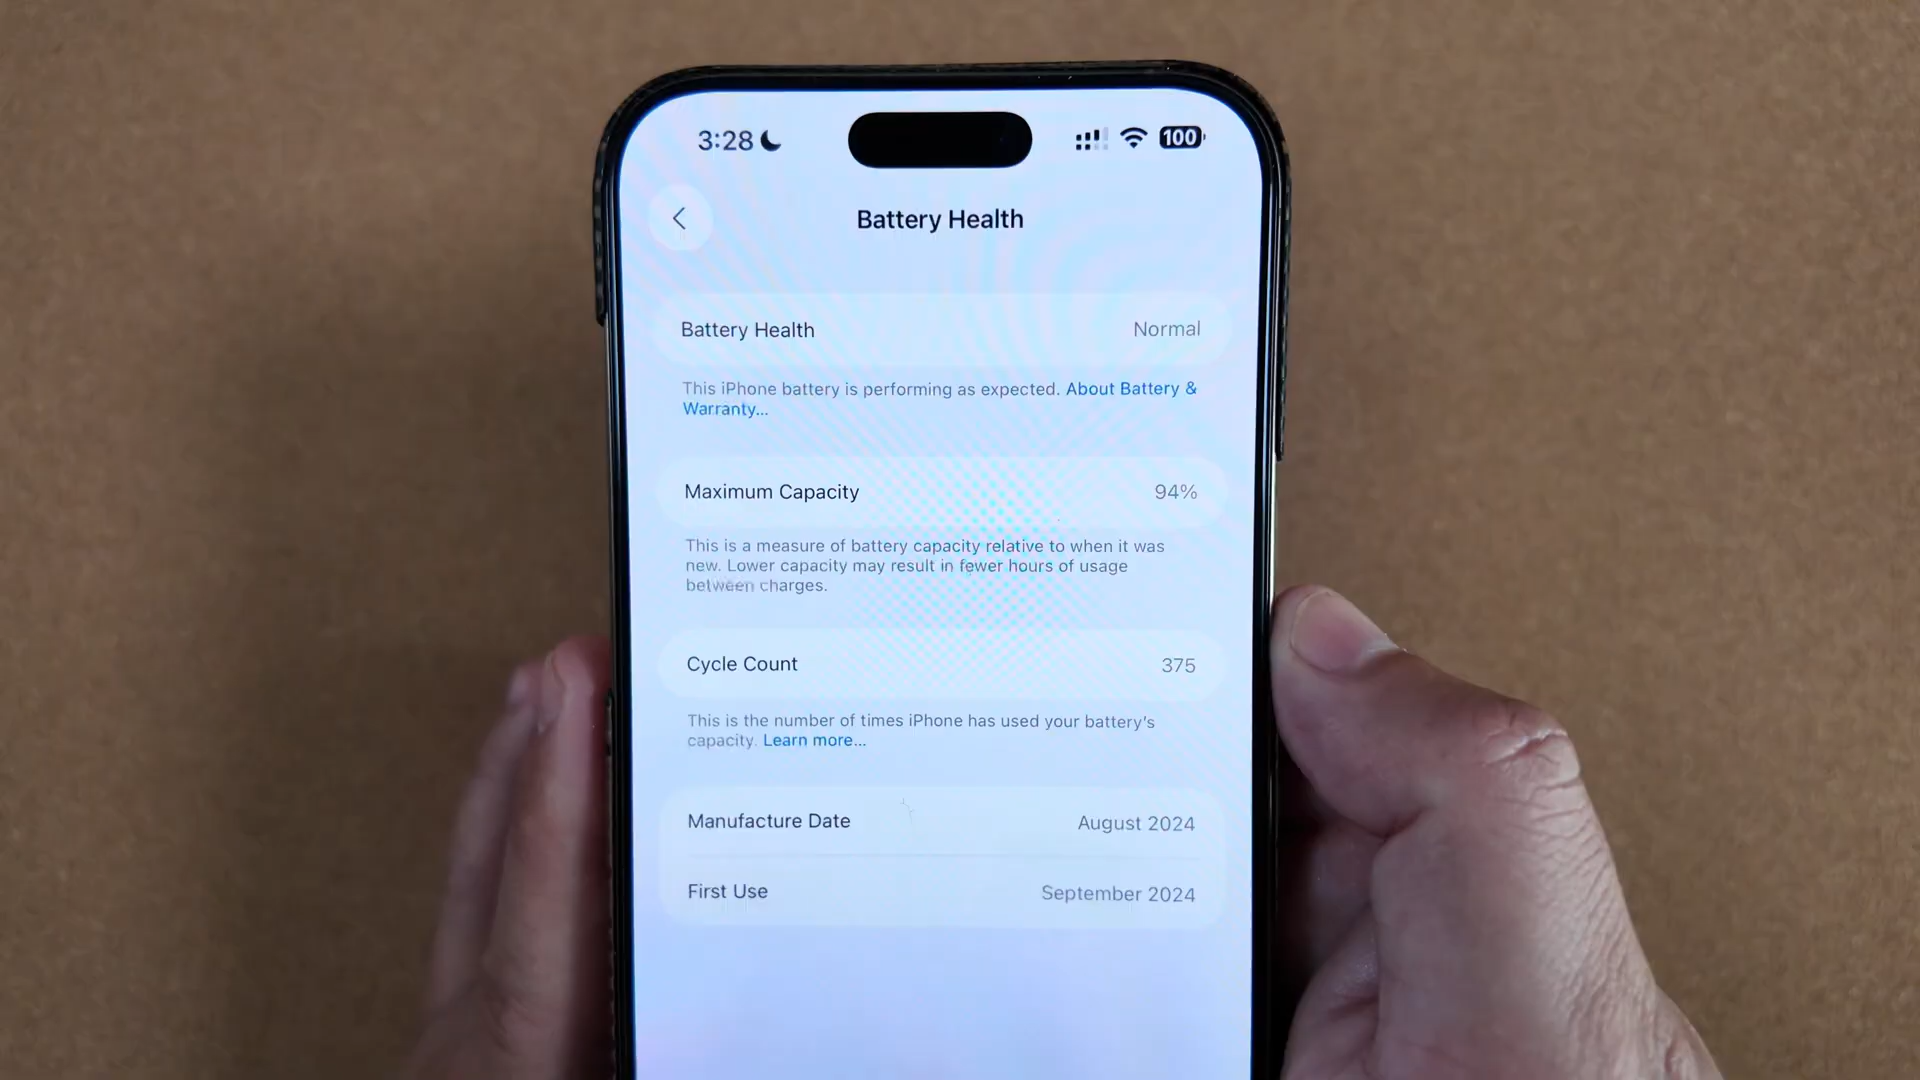 3:28
100
Battery Health
Battery Health Normal
This iPhone battery is performing as expected. About Battery &
Warranty...
Maximum Capacity 94%
This is a measure of battery capacity relative to when it was
new. Lower capacity may result in fewer hours of usage
between charges.
Cycle Count 375
This is the number of times iPhone has used your battery's
capacity. Learn more...
Manufacture Date August 2024
First Use September 2024